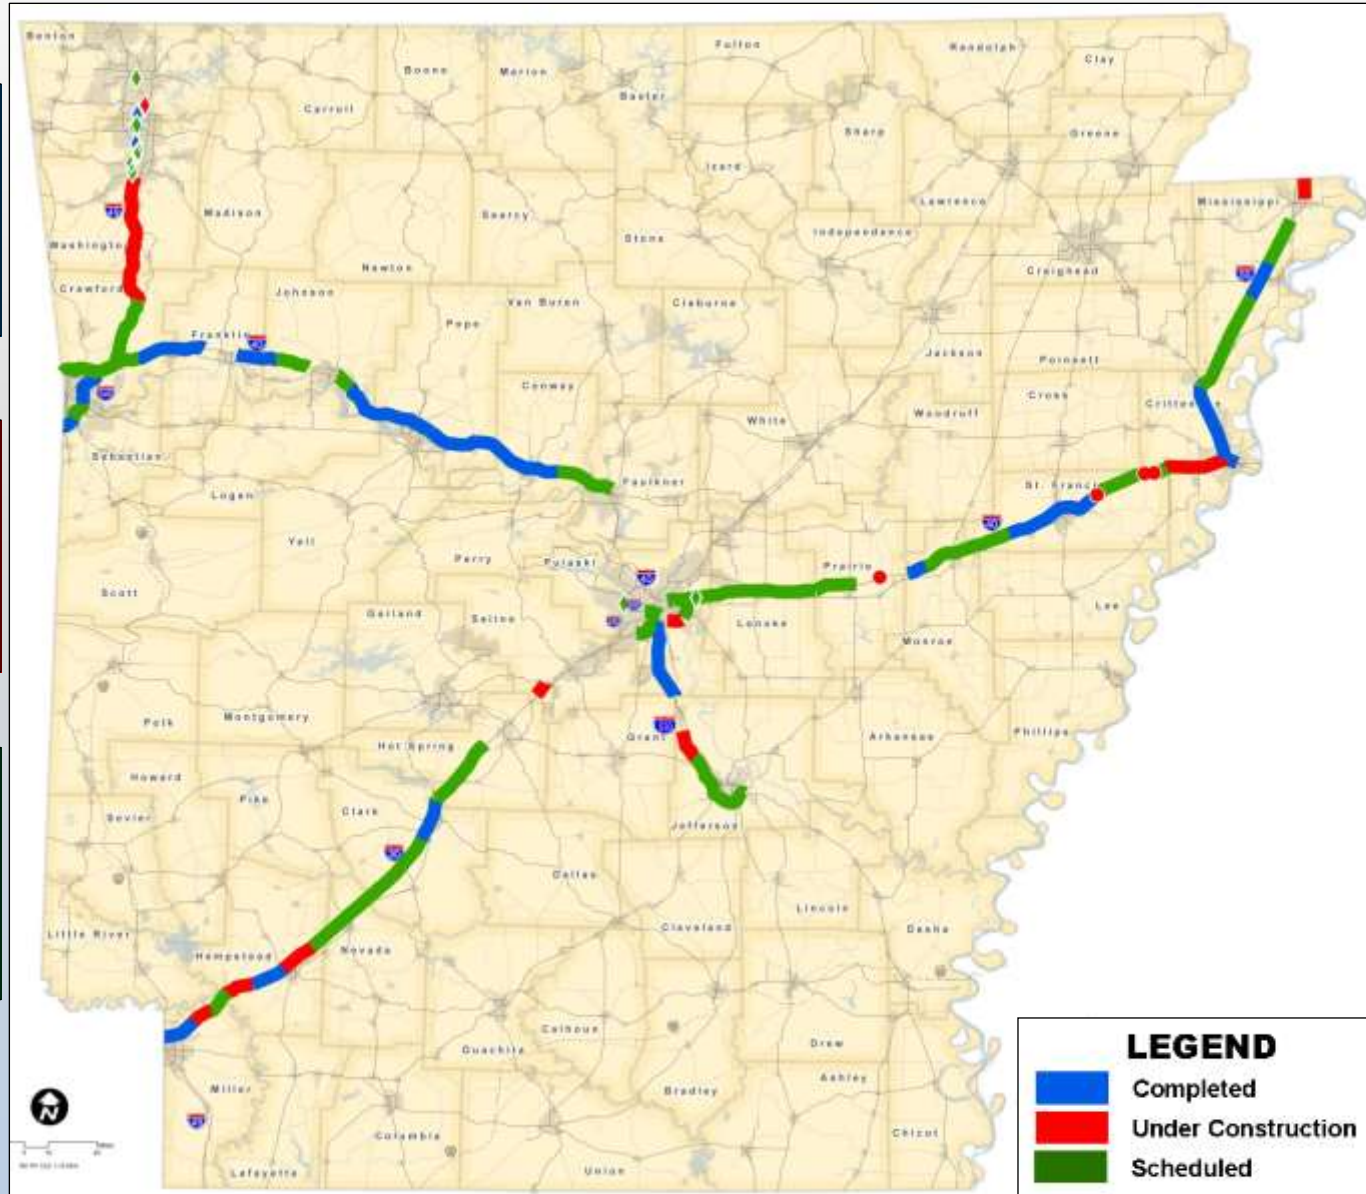 Benton
Carroll
Boone
Marion
Baxter
Fulton
Randolph
Clay
Sharp
Greene
Izard
Lawrence
Mississippi
Madison
Searcy
Stone
Independence
Washington
Newton
Craighead
Crawford
Johnson
Van Buren
Cleburne
Franklin
Pope
Jackson
Poinsett
Conway
Cross
White
Woodruff
Sebastian
Logan
Faulkner
St. Francis
Yell
Perry
Pulaski
Prairie
Scott
Garland
Saline
Lonoke
Lee
Monroe
Polk
Montgomery
Hot Spring
Grant
Arkansas
Phillips
Howard
Pike
Clark
Sevier
Jefferson
Dallas
Lincoln
Little River
Hempstead
Nevada
Cleveland
Desha
Calhoun
Ouachita
Drew
Miller
Bradley
Ashley
Columbia
Union
Chicot
Lafayette
N
LEGEND
Completed
Under Construction
Scheduled